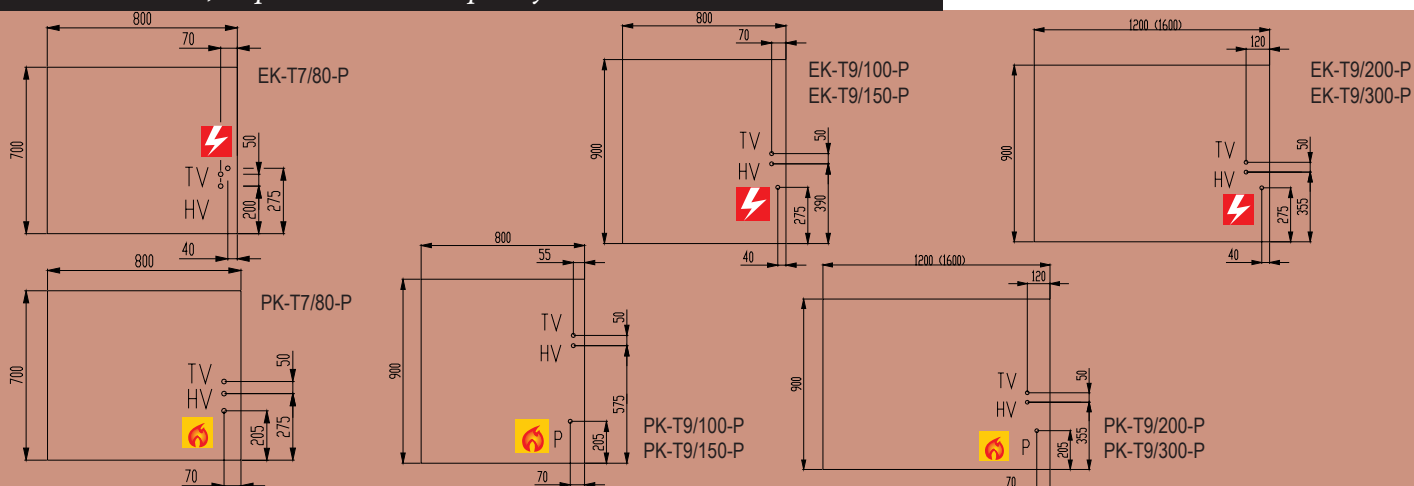 800
70
EK-T7/80-P
700
50
TV
HV
200
275
40
800
70
EK-T9/100-P
EK-T9/150-P
900
50
TV
HV
275
390
40
1200 (1600)
120
EK-T9/200-P
EK-T9/300-P
900
50
TV
HV
275
355
40
800
PK-T7/80-P
700
50
TV
HV
205
275
70
800
55
900
50
TV
HV
575
P
205
70
PK-T9/100-P
PK-T9/150-P
1200 (1600)
120
900
50
TV
HV
P
205
355
70
PK-T9/200-P
PK-T9/300-P